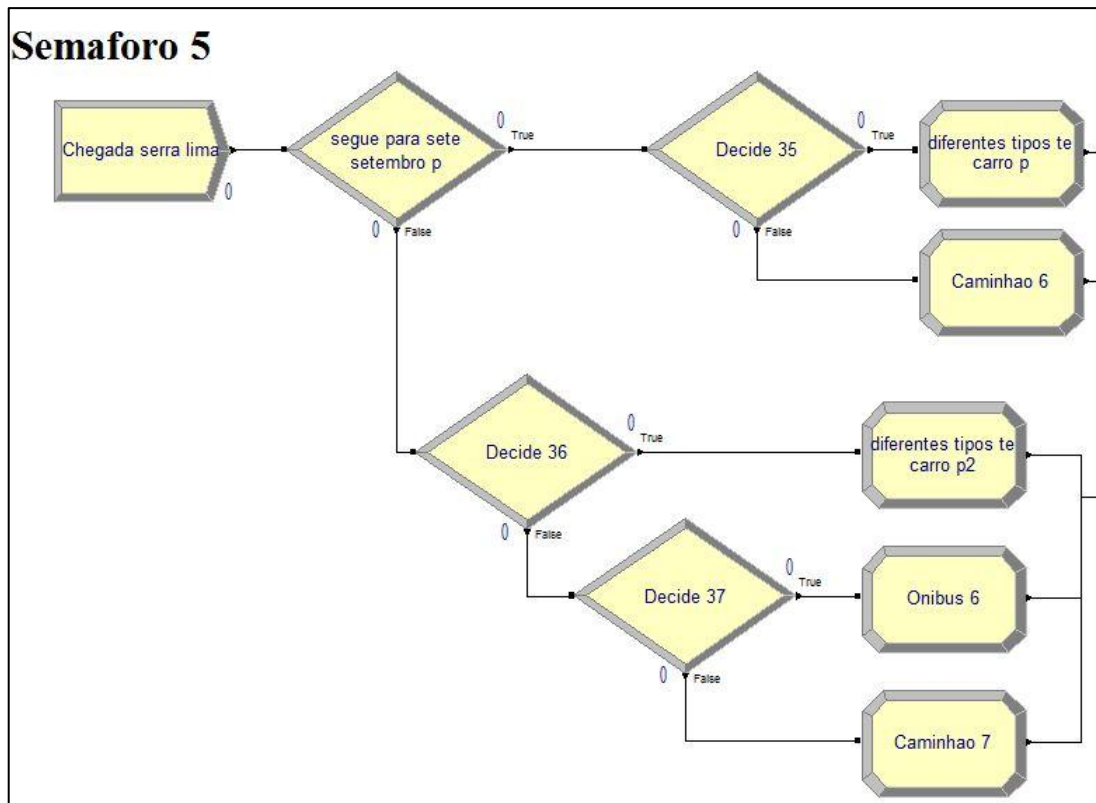 Semaforo 5
Chegada serra lima
0
segue para sete
setembro p
0
True
0
False
Decide 35
0
True
0
False
diferentes tipos te
carro p
Caminhao 6
Decide 36
0
True
0
False
diferentes tipos te
carro p2
Decide 37
0
True
0
False
Onibus 6
Caminhao 7